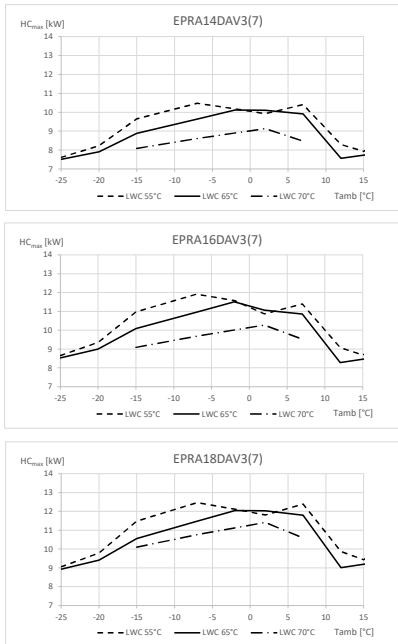 EPRA14DAV3(7)
HCmax [kW]
14
13
12
11
10
9
8
7
-25 -20 -15 -10 -5 0 5 10 15
Tamb [°C]
LWC 55°C LWC 65°C LWC 70°C
EPRA16DAV3(7)
HCmax [kW]
14
13
12
11
10
9
8
7
-25 -20 -15 -10 -5 0 5 10 15
Tamb [°C]
LWC 55°C LWC 65°C LWC 70°C
EPRA18DAV3(7)
HCmax [kW]
14
13
12
11
10
9
8
7
-25 -20 -15 -10 -5 0 5 10 15
Tamb [°C]
LWC 55°C LWC 65°C LWC 70°C